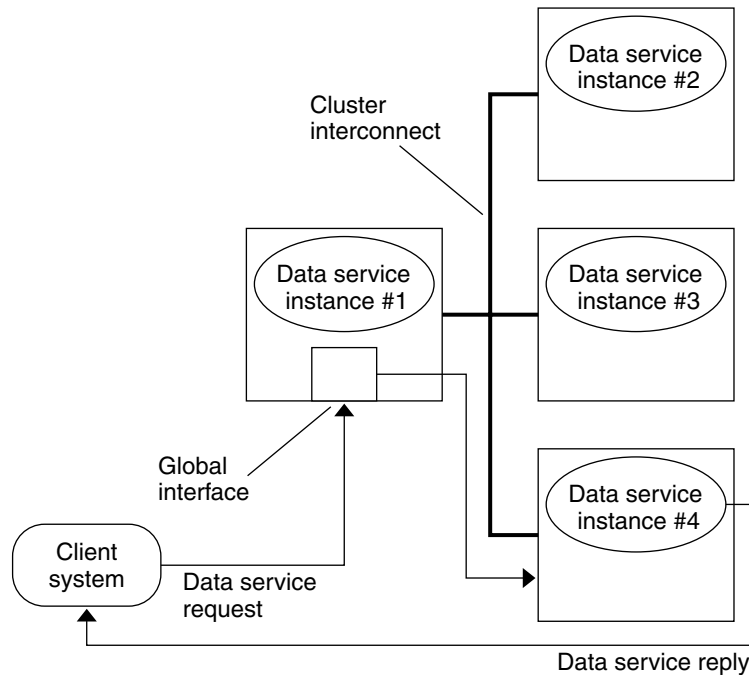 Data service
instance #2
Cluster
interconnect
Data service
instance #1
Data service
instance #3
Global
interface
Data service
instance #4
Client
system
Data service
request
Data service reply